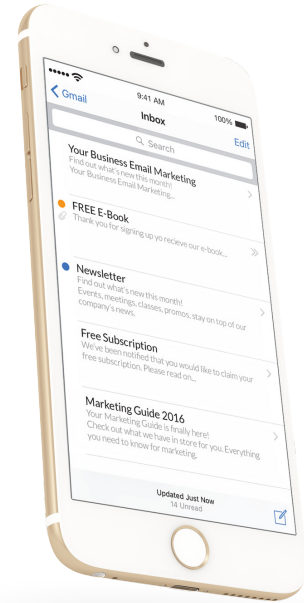 9:41 AM
100%
Gmail
Inbox
Edit
Search
Your Business Email Marketing
Find out what's new this month!
Your Business Email Marketing...
FREE E-Book
Thank you for signing up yo recieve our e-book...
Newsletter
Find out what's new this month!
Events, meetings, classes, promos, stay on top of our
company's news.
Free Subscription
We've been notifed that you would like to claim your
free subscription. Please read on...
Marketing Guide 2016
Your Marketing Guide is finally here!
Check out what we have in store for you. Everything
you need to know for marketing.
Updated Just Now
14 Unread